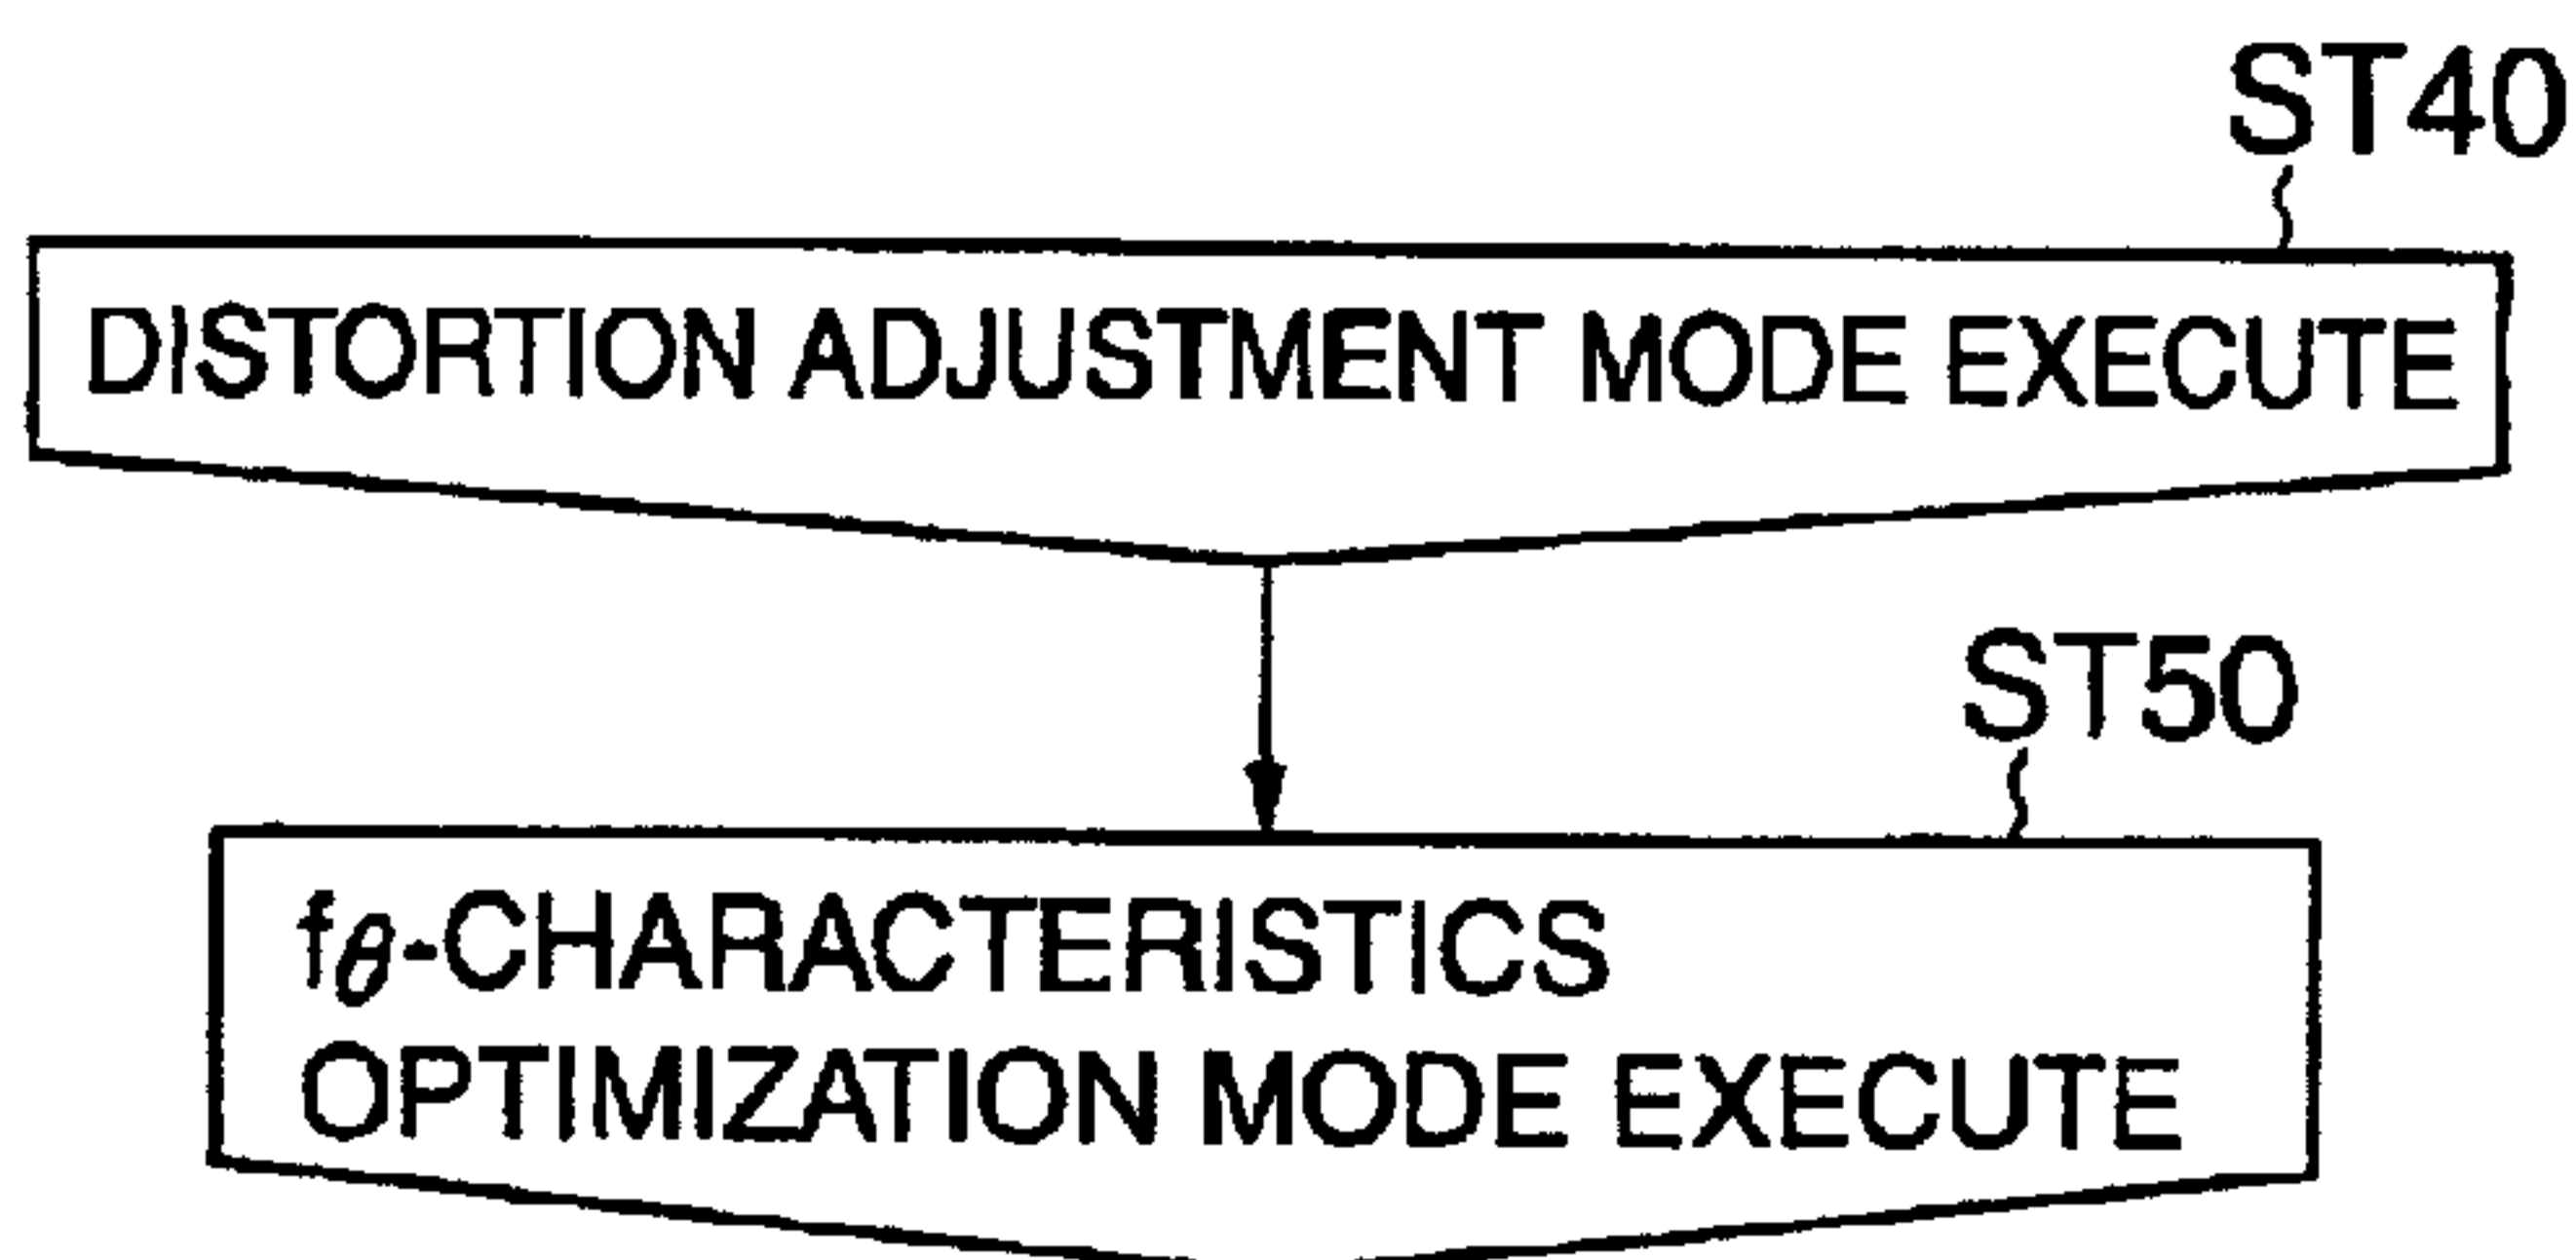 ST40
DISTORTION ADJUSTMENT MODE EXECUTE
ST50
fθ-CHARACTERISTICS
OPTIMIZATION MODE EXECUTE